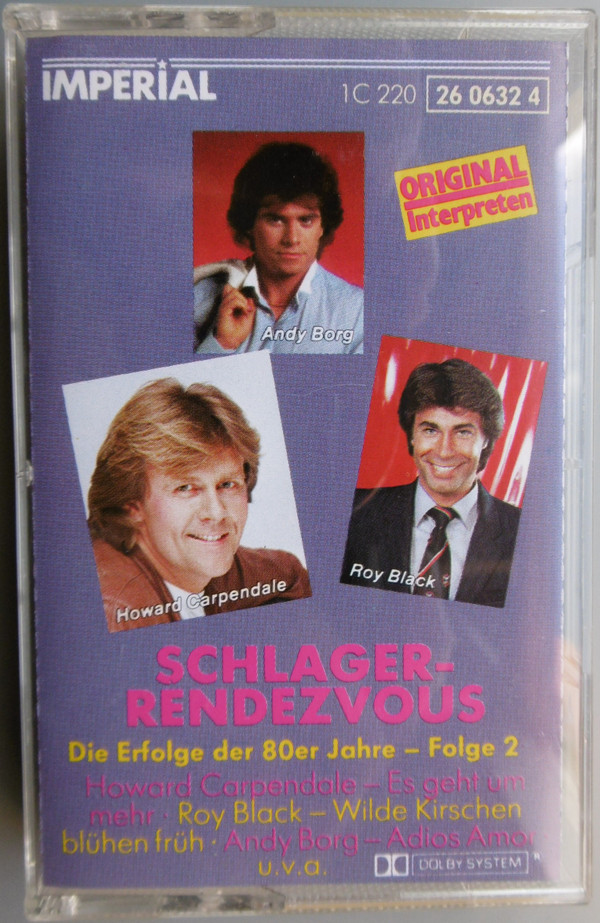 IMPERIAL
1C 220 26 0632 4
ORIGINAL
Interpreten
Andy Borg
Howard Carpendale
Roy Black
SCHLAGER-
RENDEZVOUS
Die Erfolge der 80er Jahre – Folge 2
Howard Carpendale – Es geht um
mehr · Roy Black – Wilde Kirschen
blühen früh · Andy Borg – Adios Amor
u.v.a. DOLBY SYSTEM ®